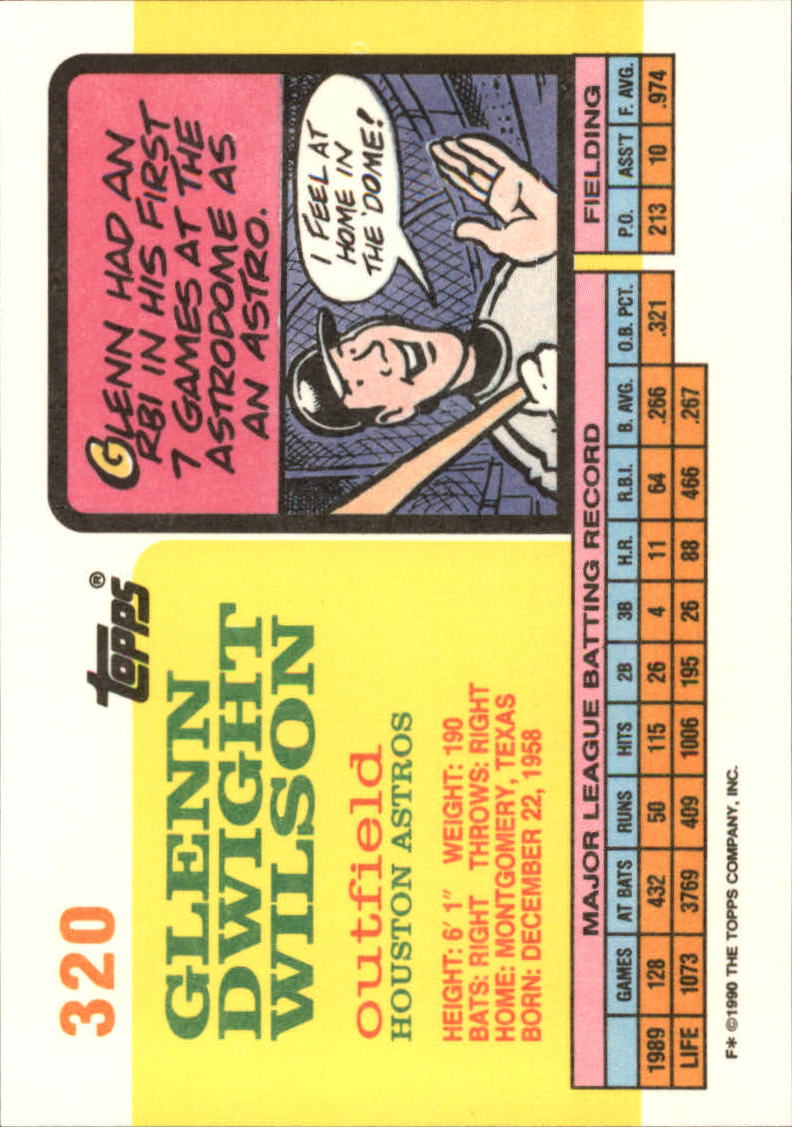 320
topps®
GLENN
DWIGHT
WILSON
outfield
HOUSTON ASTROS
HEIGHT: 6' 1" WEIGHT: 190
BATS: RIGHT THROWS: RIGHT
HOME: MONTGOMERY, TEXAS
BORN: DECEMBER 22, 1958
GLENN HAD AN
RBI IN HIS FIRST
7 GAMES AT THE
ASTRODOME AS
AN ASTRO.
I FEEL AT
HOME IN
THE 'DOME!
MAJOR LEAGUE BATTING RECORD
GAMES AT BATS RUNS HITS 2B 3B H.R. R.B.I. B. AVG. O.B. PCT.
1989 128 432 50 115 26 4 11 64 .266 .321
LIFE 1073 3769 409 1006 195 26 88 466 .267
FIELDING
P.O. ASS'T F. AVG.
213 10 .974
F* ©1990 THE TOPPS COMPANY, INC.